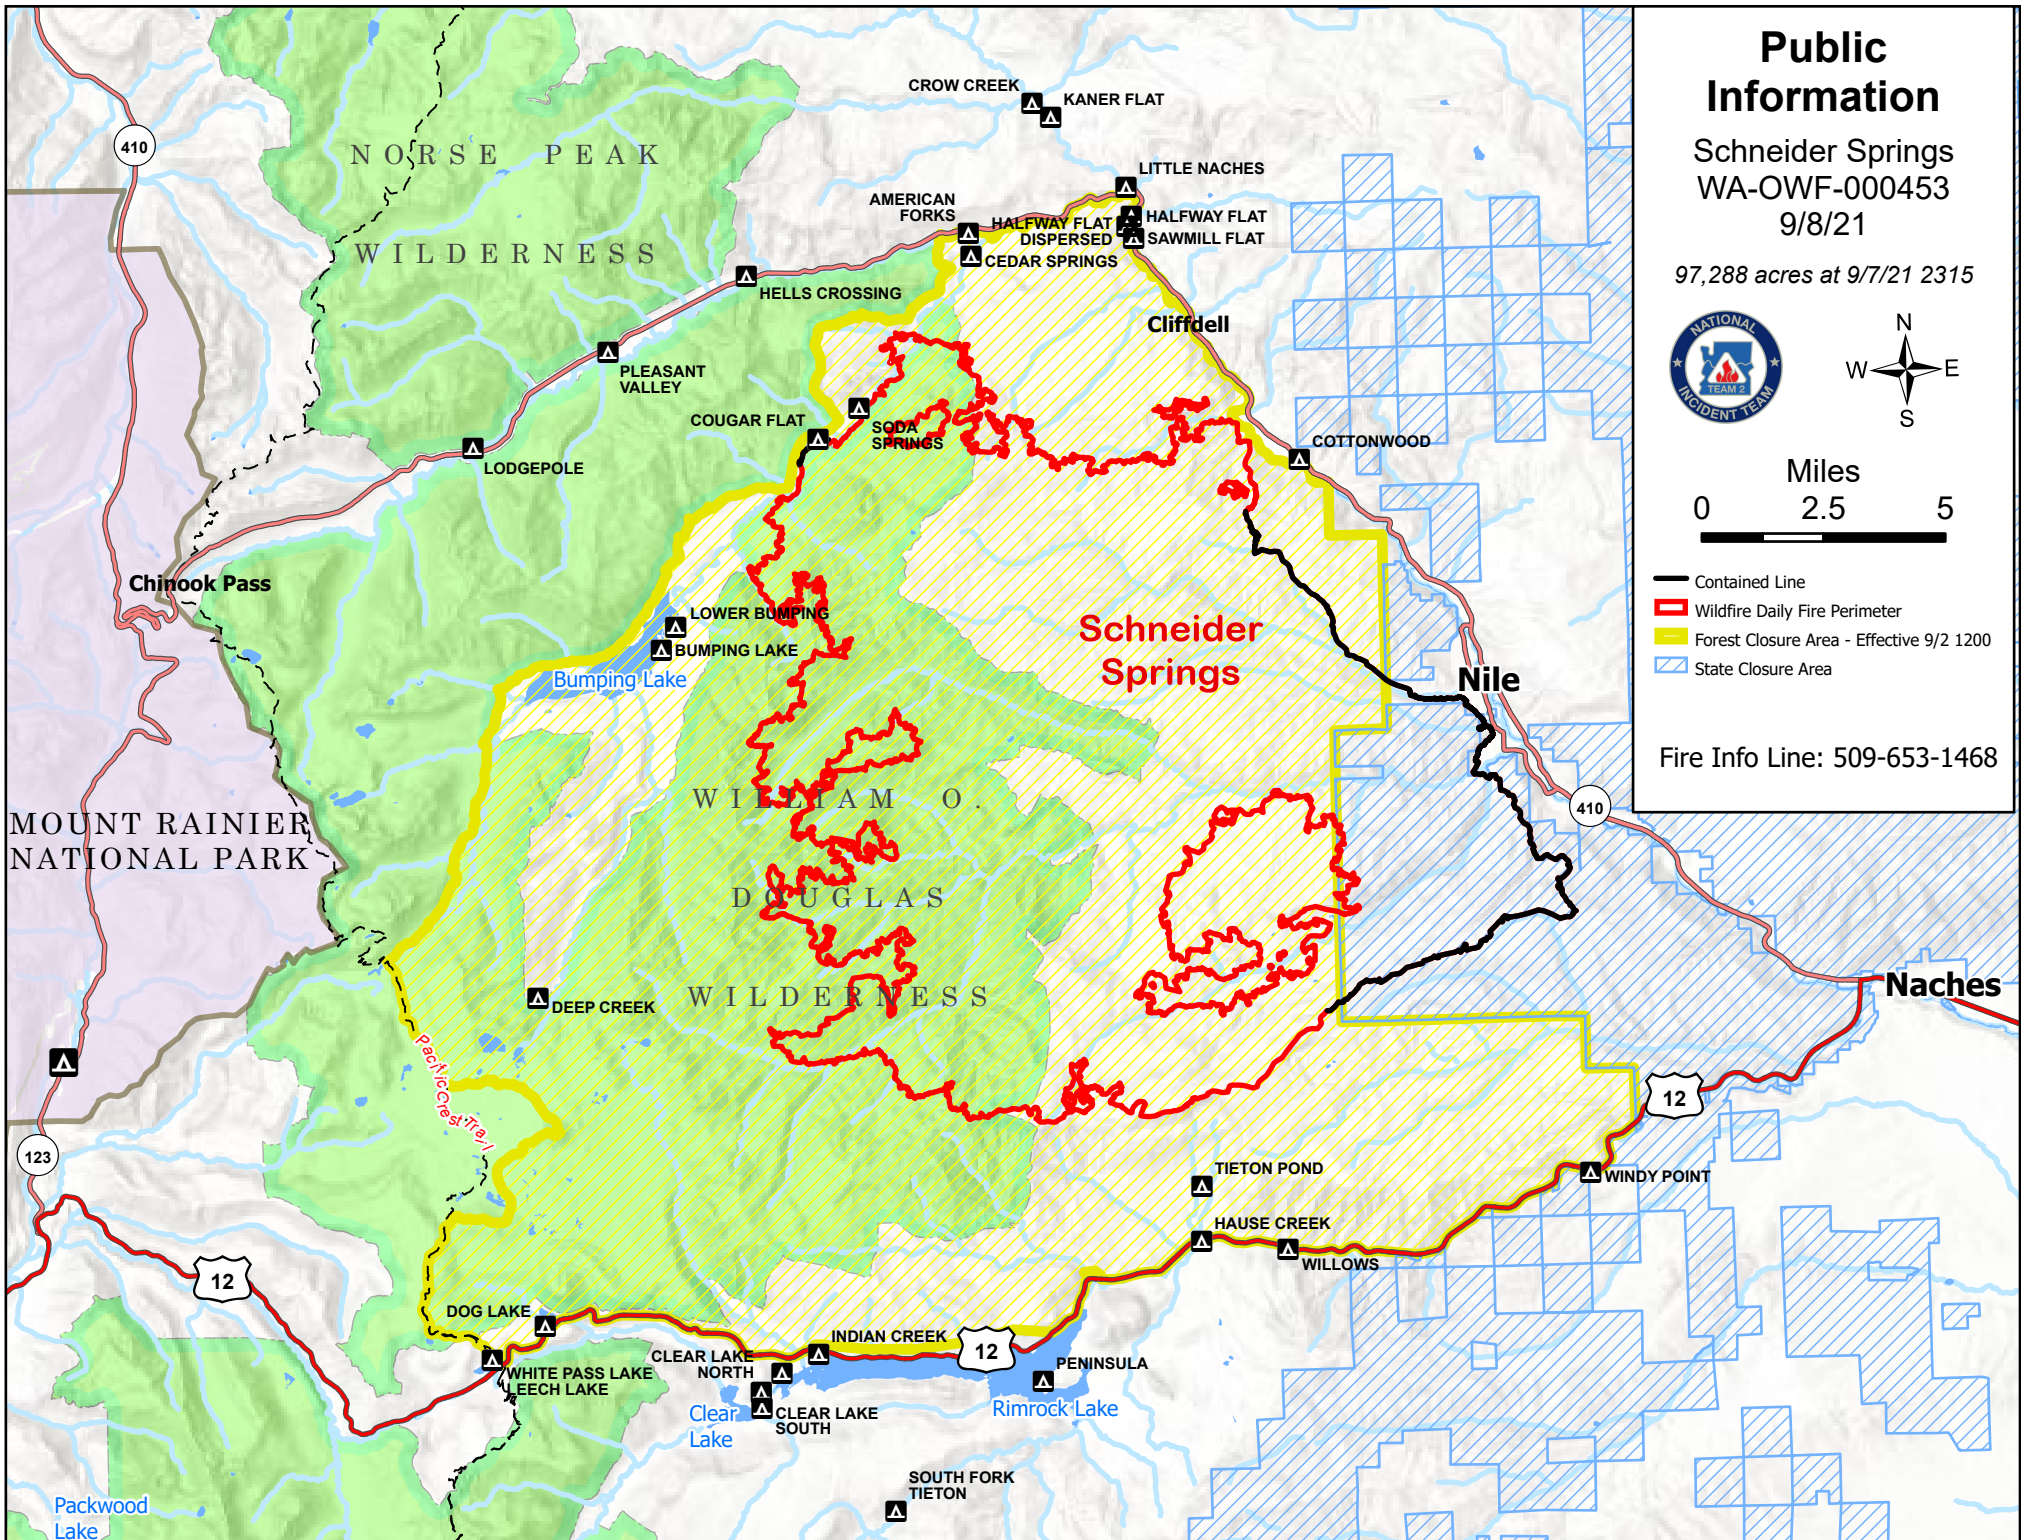 Public
Information
Schneider Springs
WA-OWF-000453
9/8/21
97,288 acres at 9/7/21 2315
NATIONAL
TEAM 2
INCIDENT TEAM
N
W
E
S
Miles
0
2.5
5
Contained Line
Wildfire Daily Fire Perimeter
Forest Closure Area - Effective 9/2 1200
State Closure Area
Fire Info Line: 509-653-1468
CROW CREEK
KANER FLAT
410
NORSE PEAK
WILDERNESS
LITTLE NACHES
AMERICAN
FORKS
HALFWAY FLAT
HALFWAY FLAT
DISPERSED
SAWMILL FLAT
CEDAR SPRINGS
HELLS CROSSING
Cliffdell
PLEASANT
VALLEY
COUGAR FLAT
SODA
SPRINGS
COTTONWOOD
LODGEPOLE
Chinook Pass
LOWER BUMPING
BUMPING LAKE
Bumping Lake
Schneider
Springs
Nile
410
MOUNT RAINIER
NATIONAL PARK
WILLIAM O.
DOUGLAS
WILDERNESS
DEEP CREEK
Naches
Pacific Crest Trail
12
123
TIETON POND
WINDY POINT
HAUSE CREEK
WILLOWS
12
DOG LAKE
INDIAN CREEK
12
CLEAR LAKE
NORTH
PENINSULA
WHITE PASS LAKE
LEECH LAKE
Clear
Lake
CLEAR LAKE
SOUTH
Rimrock Lake
SOUTH FORK
TIETON
Packwood
Lake